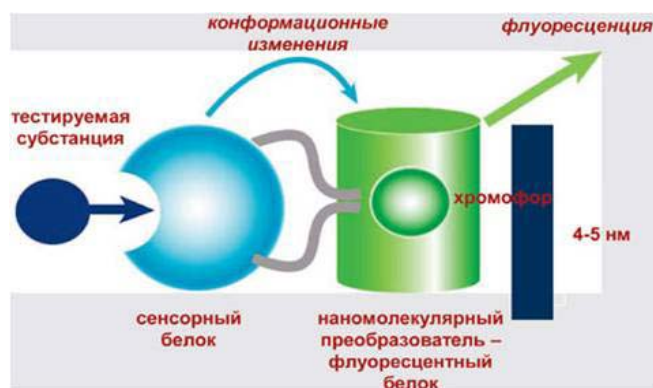 конформационные
изменения
флуоресценция
тестируемая
субстанция
хромофор
4-5 нм
сенсорный
белок
наномолекулярный
преобразователь –
флуоресцентный
белок